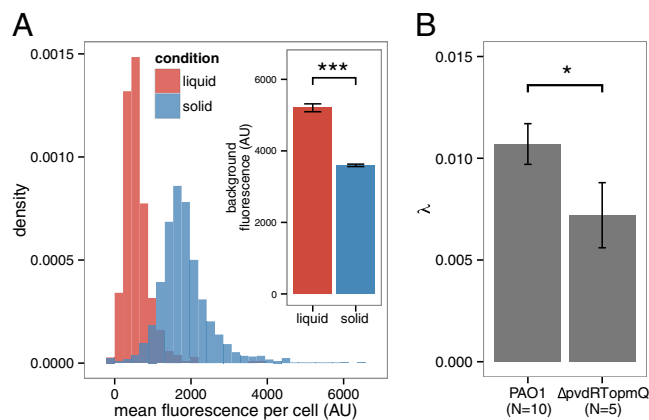 A
density
0.0015
0.0010
0.0005
0.0000
0
2000
4000
6000
mean fluorescence per cell (AU)
condition
liquid
solid
background
fluorescence (AU)
6000
4000
2000
0
***
liquid
solid
B
λ
0.015
0.010
0.005
0.000
*
PAO1
(N=10)
ΔpvdRTopmQ
(N=5)